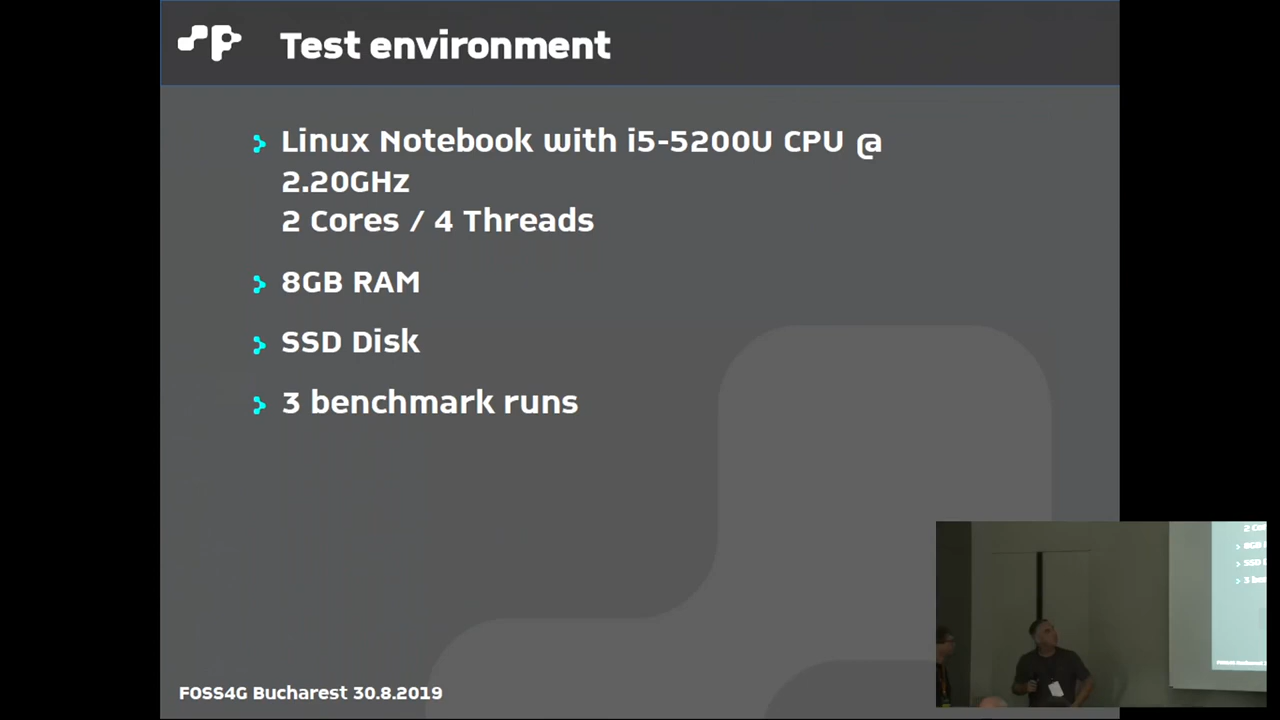 Test environment
Linux Notebook with i5-5200U CPU @
2.20GHz
2 Cores / 4 Threads
8GB RAM
SSD Disk
3 benchmark runs
FOSS4G Bucharest 30.8.2019